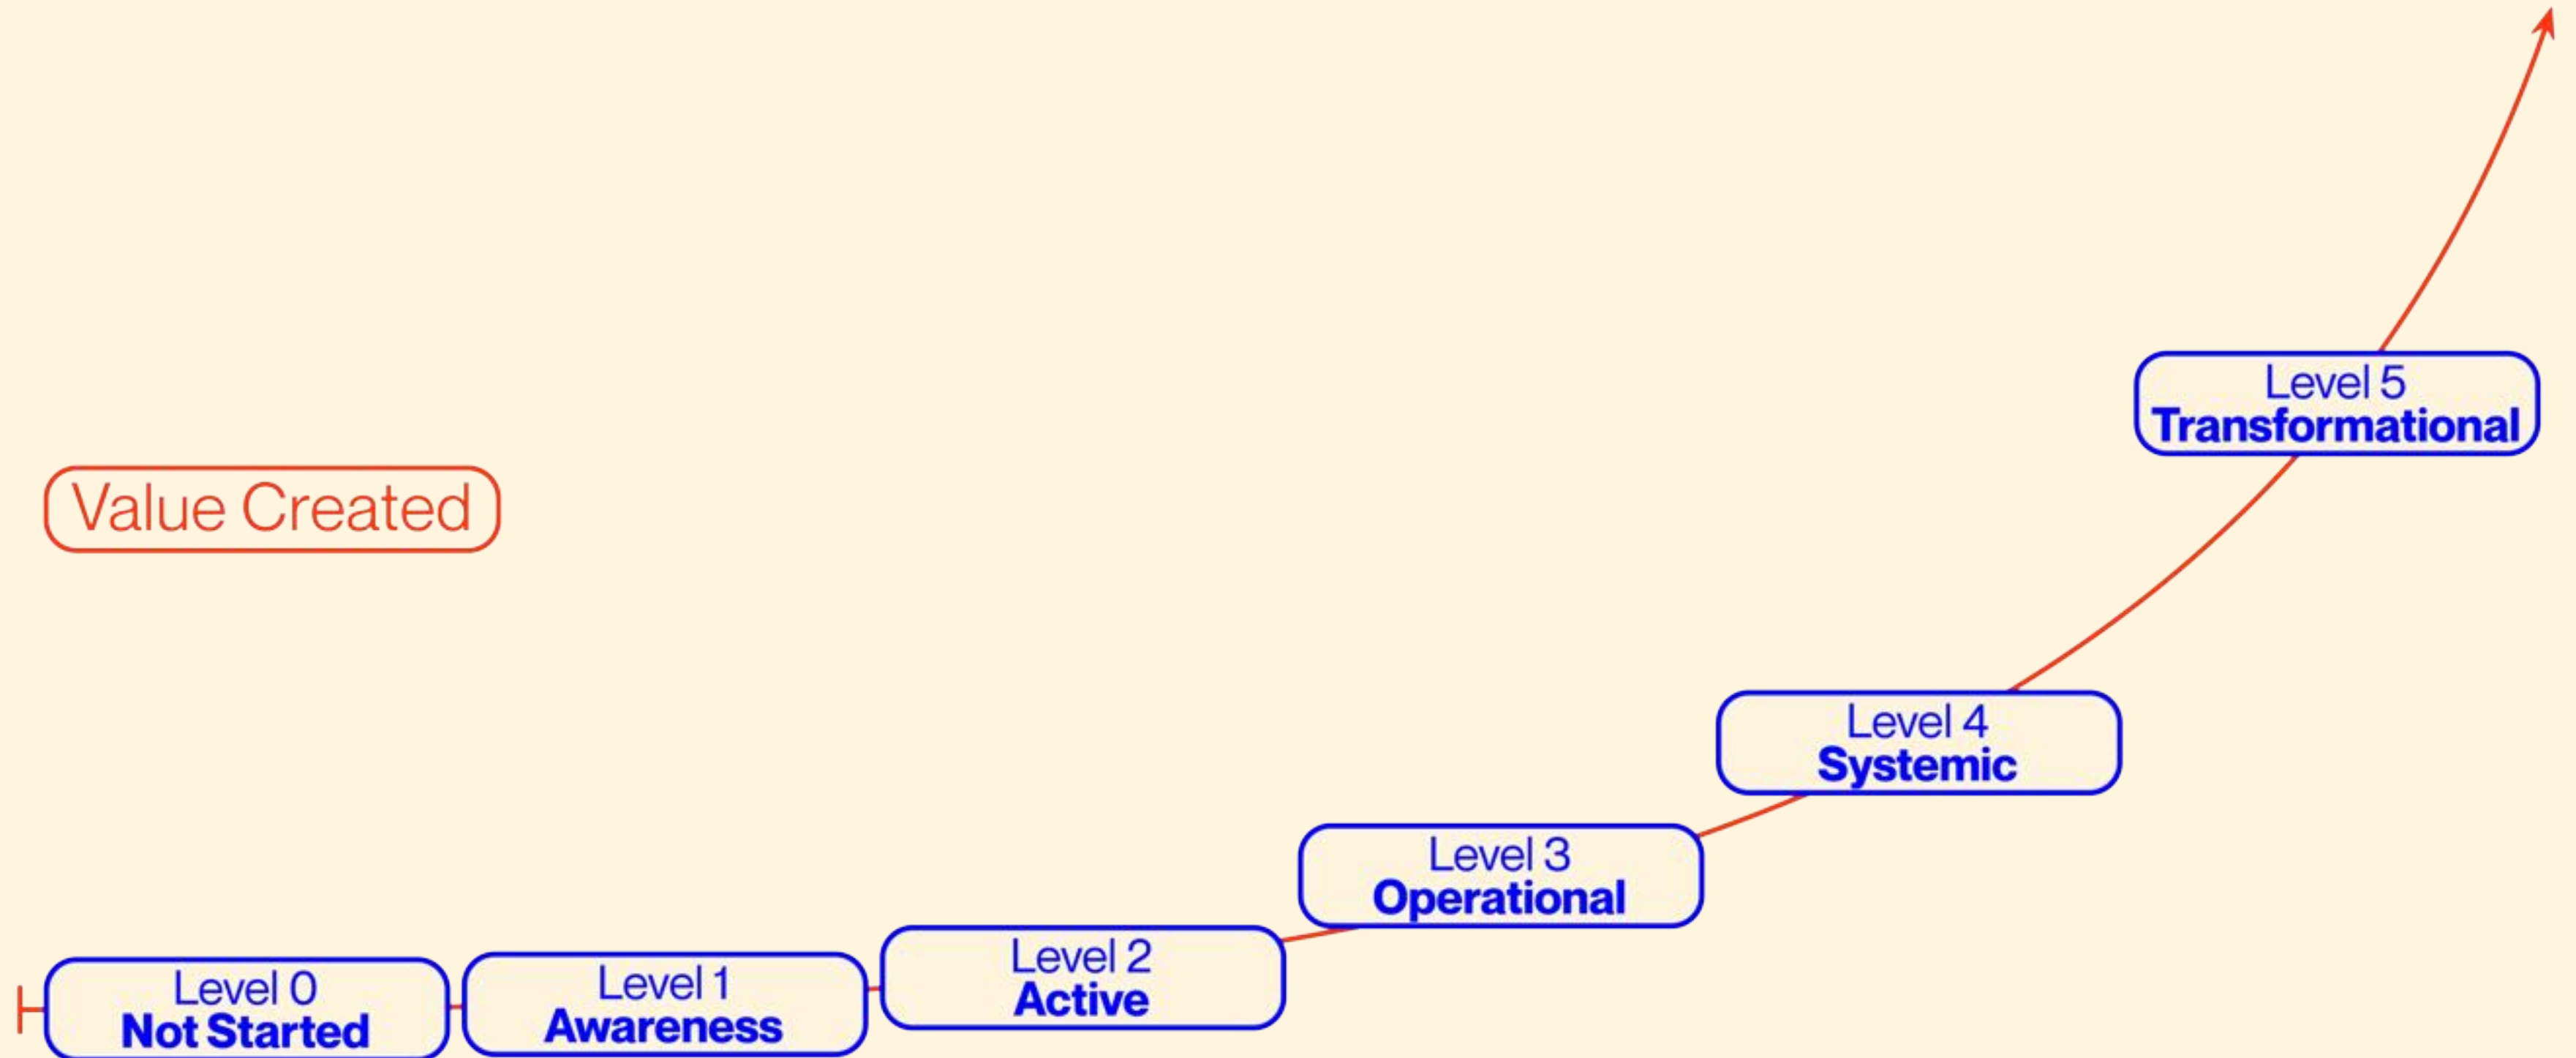 Value Created
Level 0
Not Started
Level 1
Awareness
Level 2
Active
Level 3
Operational
Level 4
Systemic
Level 5
Transformational